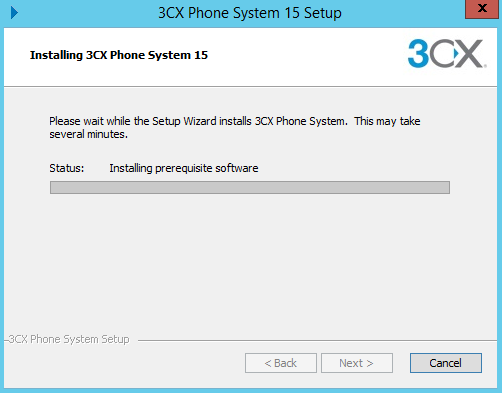 3CX Phone System 15 Setup
x
Installing 3CX Phone System 15
3CX
Please wait while the Setup Wizard installs 3CX Phone System. This may take
several minutes.
Status: Installing prerequisite software
3CX Phone System Setup
< Back Next > Cancel